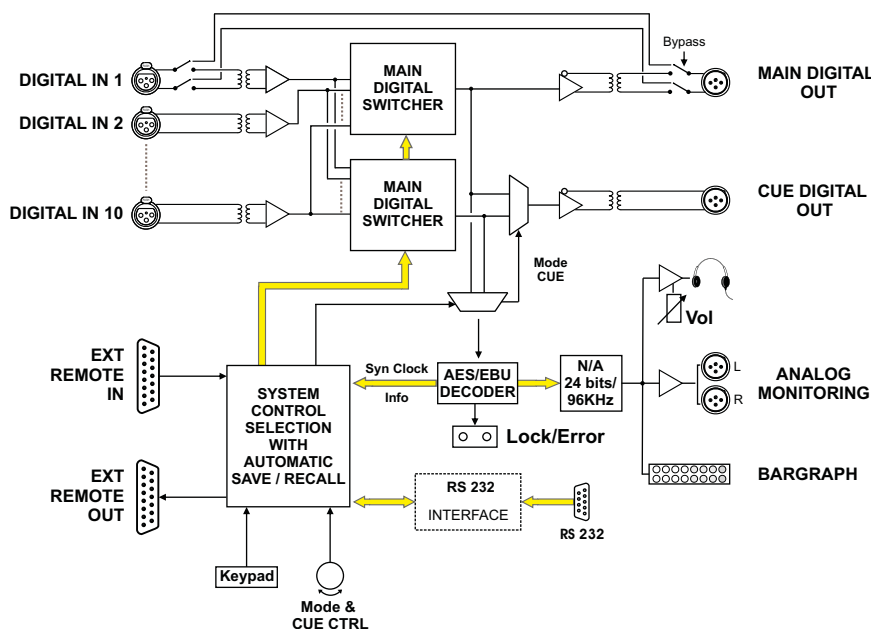 Bypass
DIGITAL IN 1
MAIN
DIGITAL
SWITCHER
MAIN DIGITAL
OUT
DIGITAL IN 2
MAIN
DIGITAL
SWITCHER
DIGITAL IN 10
CUE DIGITAL
OUT
Mode
CUE
Vol
EXT
REMOTE
IN
SYSTEM
CONTROL
SELECTION
WITH
AUTOMATIC
SAVE / RECALL
Syn Clock
Info
AES/EBU
DECODER
N/A
24 bits/
96KHz
L
R
ANALOG
MONITORING
Lock/Error
BARGRAPH
EXT
REMOTE
OUT
RS 232
INTERFACE
RS 232
Keypad
Mode &
CUE CTRL